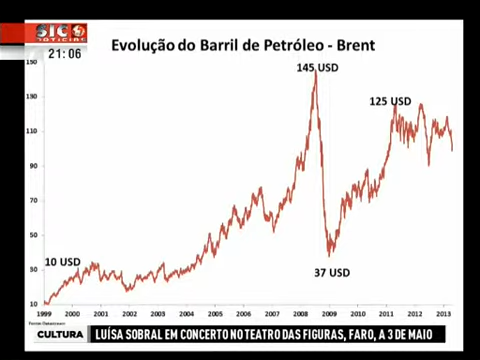 SIC
NOTÍCIAS
21:06
Evolução do Barril de Petróleo - Brent
150
130
110
90
70
50
30
10
145 USD
125 USD
10 USD
37 USD
1999 2000 2001 2002 2003 2004 2005 2006 2007 2008 2009 2010 2011 2012 2013
CULTURA
LUÍSA SOBRAL EM CONCERTO NO TEATRO DAS FIGURAS, FARO, A 3 DE MAIO